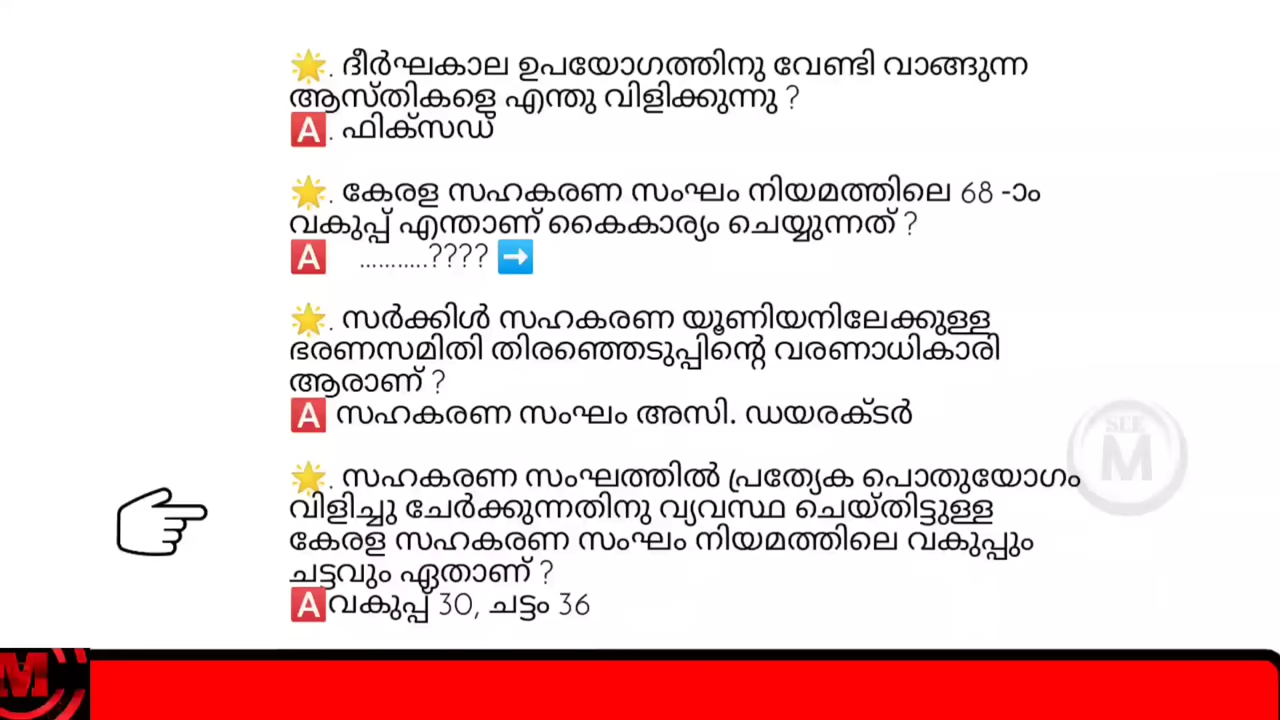 🌟. ദീർഘകാല ഉപയോഗത്തിനു വേണ്ടി വാങ്ങുന്ന
ആസ്തികളെ എന്തു വിളിക്കുന്നു ?
🅰. ഫിക്സഡ്
🌟. കേരള സഹകരണ സംഘം നിയമത്തിലെ 68 -ാം
വകുപ്പ് എന്താണ് കൈകാര്യം ചെയ്യുന്നത് ?
🅰 ...........???? ➡
🌟. സർക്കിൾ സഹകരണ യൂണിയനിലേക്കുള്ള
ഭരണസമിതി തിരഞ്ഞെടുപ്പിന്റെ വരണാധികാരി
ആരാണ് ?
🅰 സഹകരണ സംഘം അസി. ഡയരക്ടർ
🌟. സഹകരണ സംഘത്തിൽ പ്രത്യേക പൊതുയോഗം
വിളിച്ചു ചേർക്കുന്നതിനു വ്യവസ്ഥ ചെയ്തിട്ടുള്ള
കേരള സഹകരണ സംഘം നിയമത്തിലെ വകുപ്പും
ചട്ടവും ഏതാണ് ?
🅰വകുപ്പ് 30, ചട്ടം 36
SEE
M
M